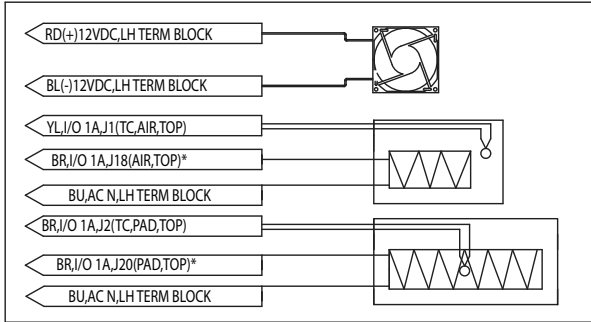 RD(+)12VDC,LH TERM BLOCK
BL(-)12VDC,LH TERM BLOCK
YL,I/O 1A,J1(TC,AIR,TOP)
BR,I/O 1A,J18(AIR,TOP)*
BU,AC N,LH TERM BLOCK
BR,I/O 1A,J2(TC,PAD,TOP)
BR,I/O 1A,J20(PAD,TOP)*
BU,AC N,LH TERM BLOCK